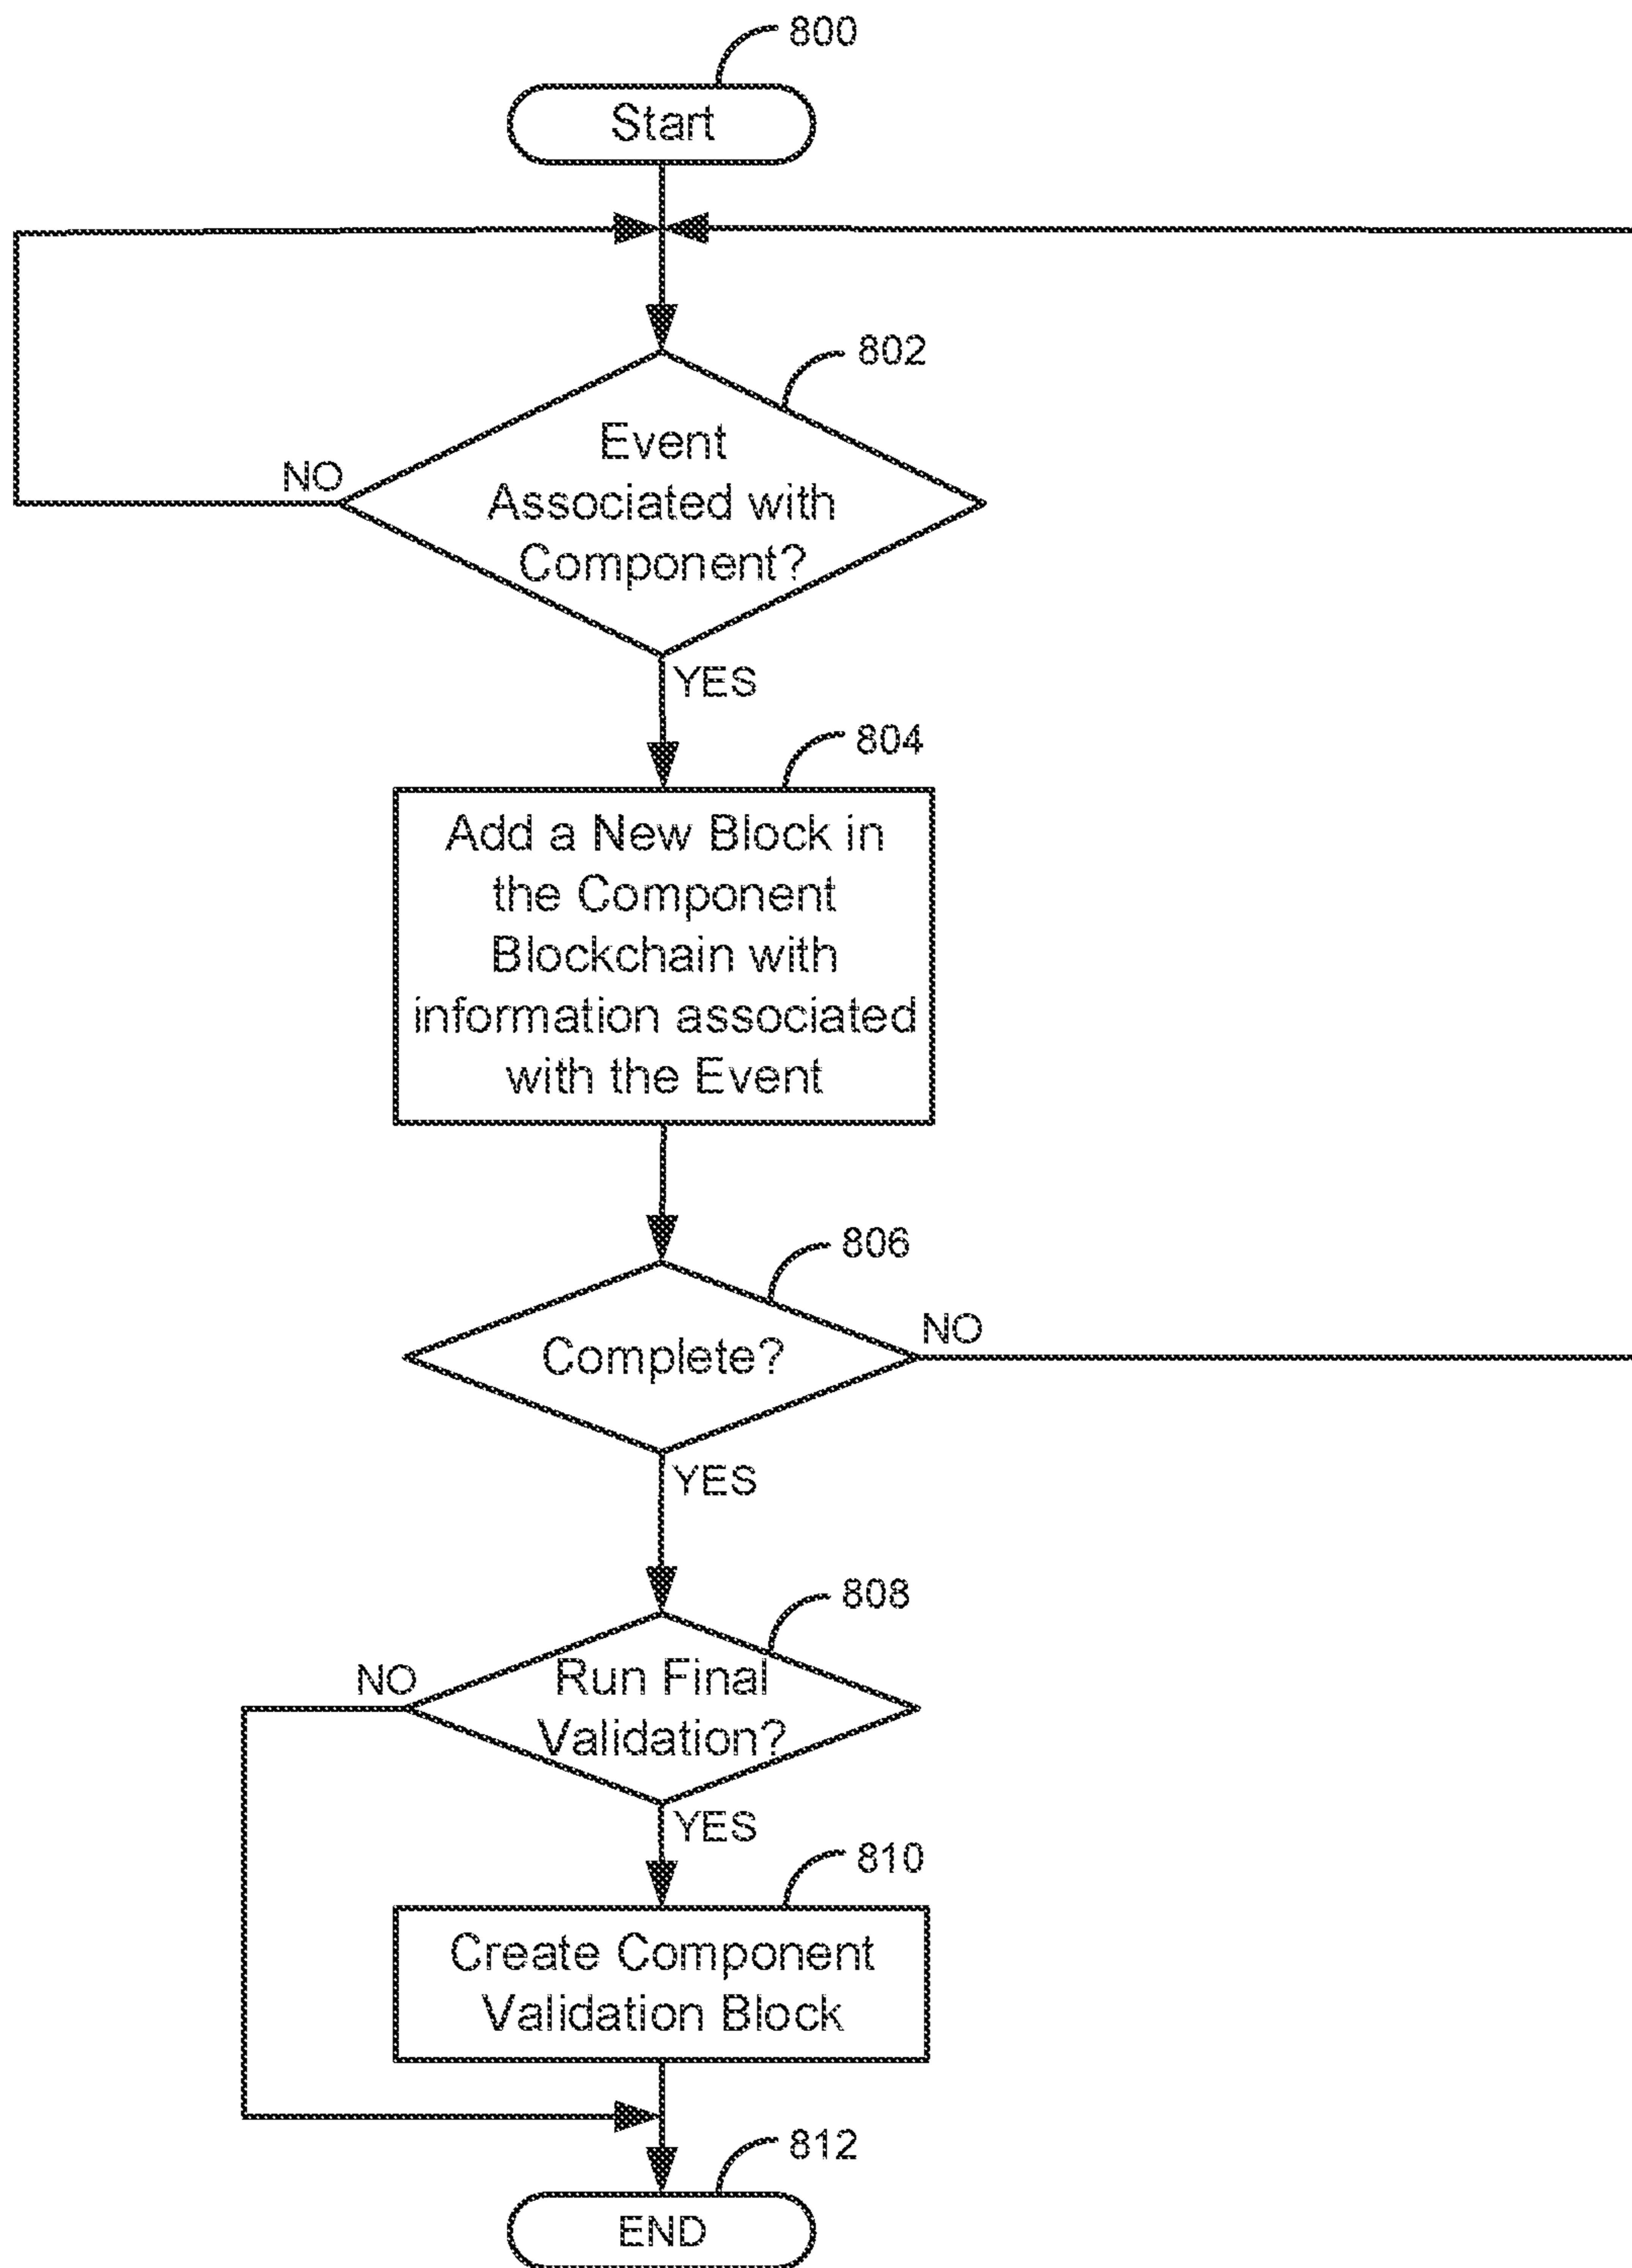 800
Start
802
Event
Associated with
Component?
NO
YES
804
Add a New Block in
the Component
Blockchain with
information associated
with the Event
806
Complete?
NO
YES
808
Run Final
Validation?
NO
YES
810
Create Component
Validation Block
812
END